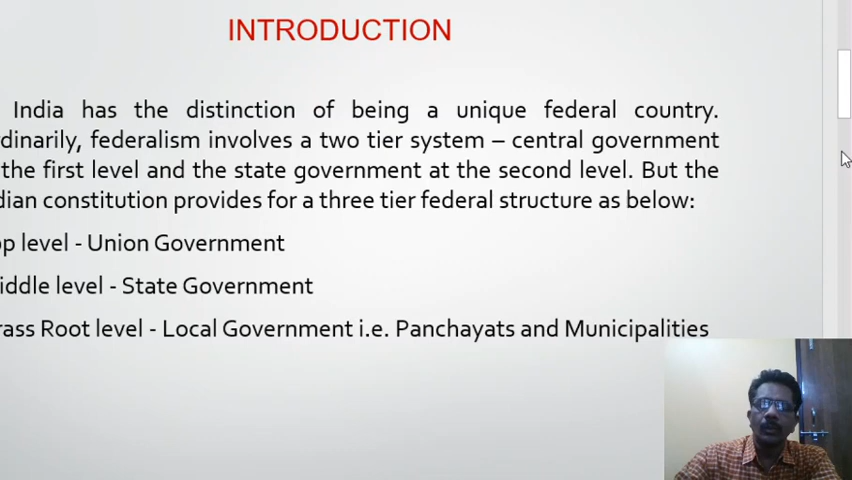 INTRODUCTION
India has the distinction of being a unique federal country.
rdinarily, federalism involves a two tier system – central government
the first level and the state government at the second level. But the
dian constitution provides for a three tier federal structure as below:
op level - Union Government
iddle level - State Government
rass Root level - Local Government i.e. Panchayats and Municipalities